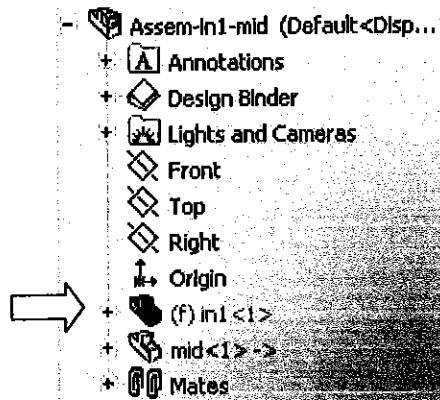 Assem-in1-mid (Default<Disp...
A Annotations
Design Binder
Lights and Cameras
Front
Top
Right
Origin
(f) in1<1>
mid<1> ->
Mates